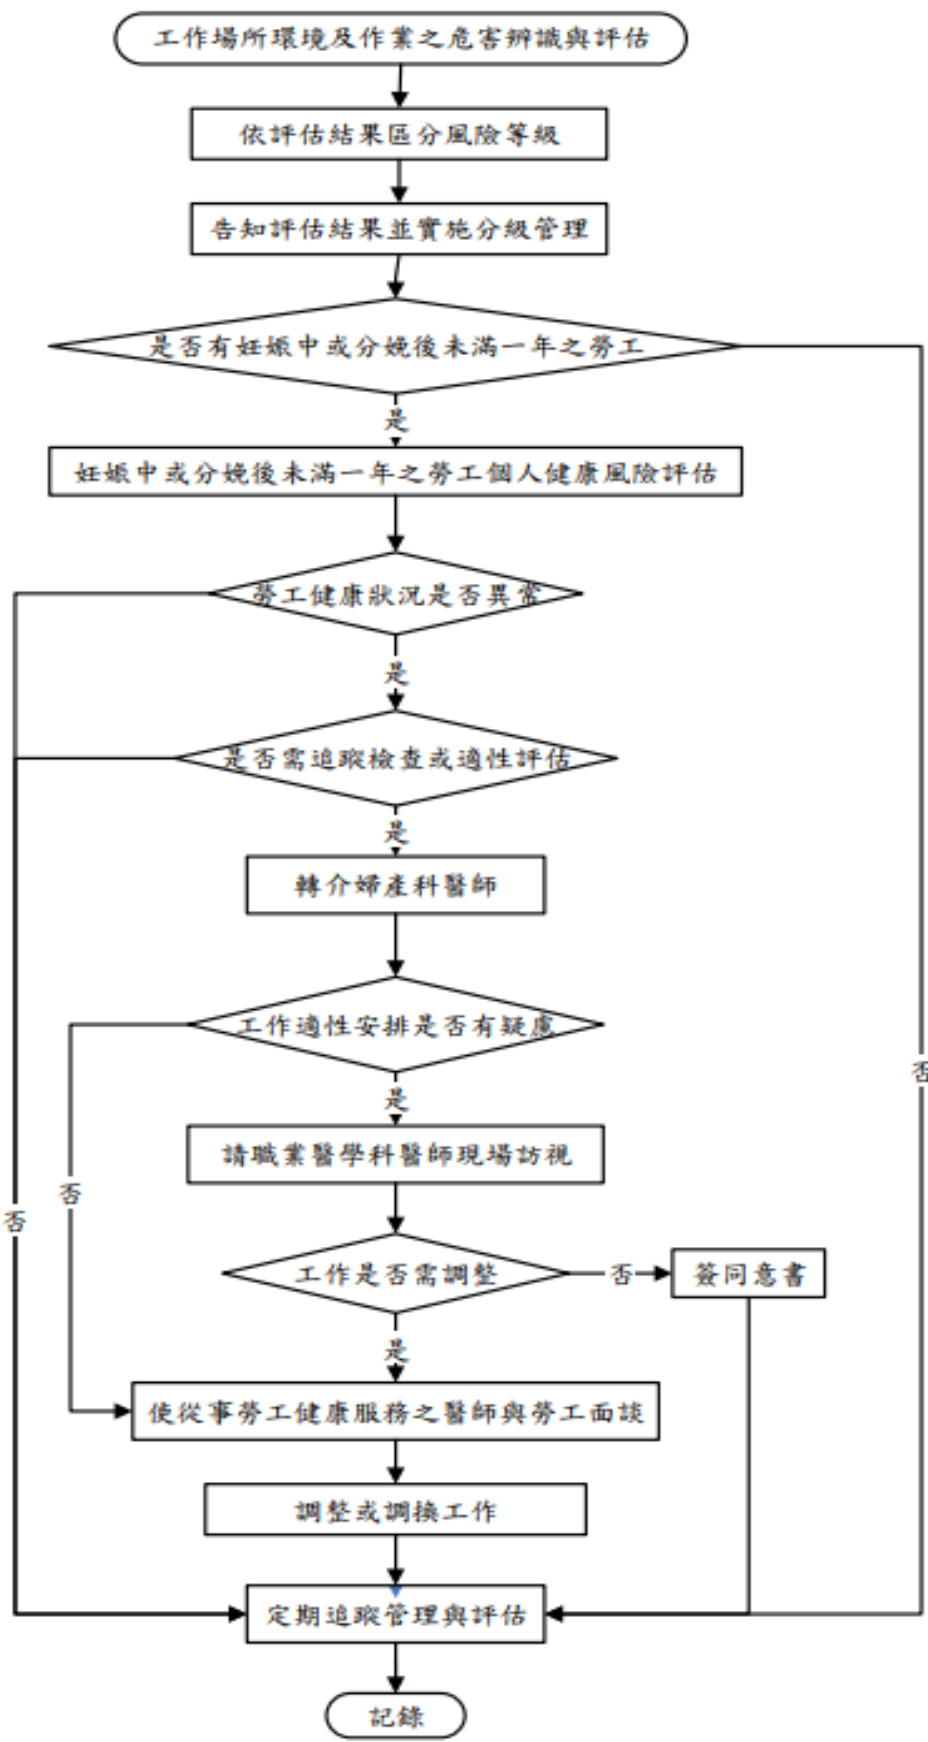 工作場所環境及作業之危害辨識與評估
依評估結果區分風險等級
告知評估結果並實施分級管理
是否有妊娠中或分娩後未滿一年之勞工
是
妊娠中或分娩後未滿一年之勞工個人健康風險評估
勞工健康狀況是否異常
是
是否需追蹤檢查或適性評估
是
轉介婦產科醫師
工作適性安排是否有疑慮
否
是
請職業醫學科醫師現場訪視
否
否
工作是否需調整
否
簽同意書
是
使從事勞工健康服務之醫師與勞工面談
調整或調換工作
定期追蹤管理與評估
記錄